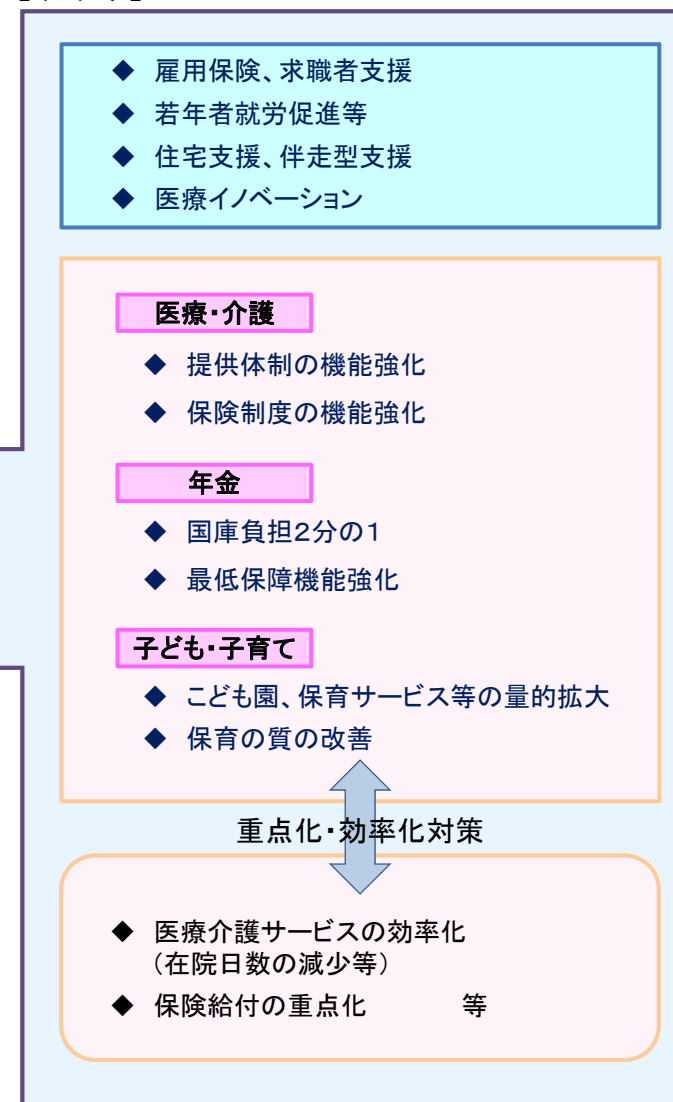 ◆ 雇用保険、求職者支援
◆ 若年者就労促進等
◆ 住宅支援、伴走型支援
◆ 医療イノベーション
医療・介護
◆ 提供体制の機能強化
◆ 保険制度の機能強化
年金
◆ 国庫負担2分の1
◆ 最低保障機能強化
子ども・子育て
◆ こども園、保育サービス等の量的拡大
◆ 保育の質の改善
重点化・効率化対策
◆ 医療介護サービスの効率化
（在院日数の減少等）
◆ 保険給付の重点化　　　等